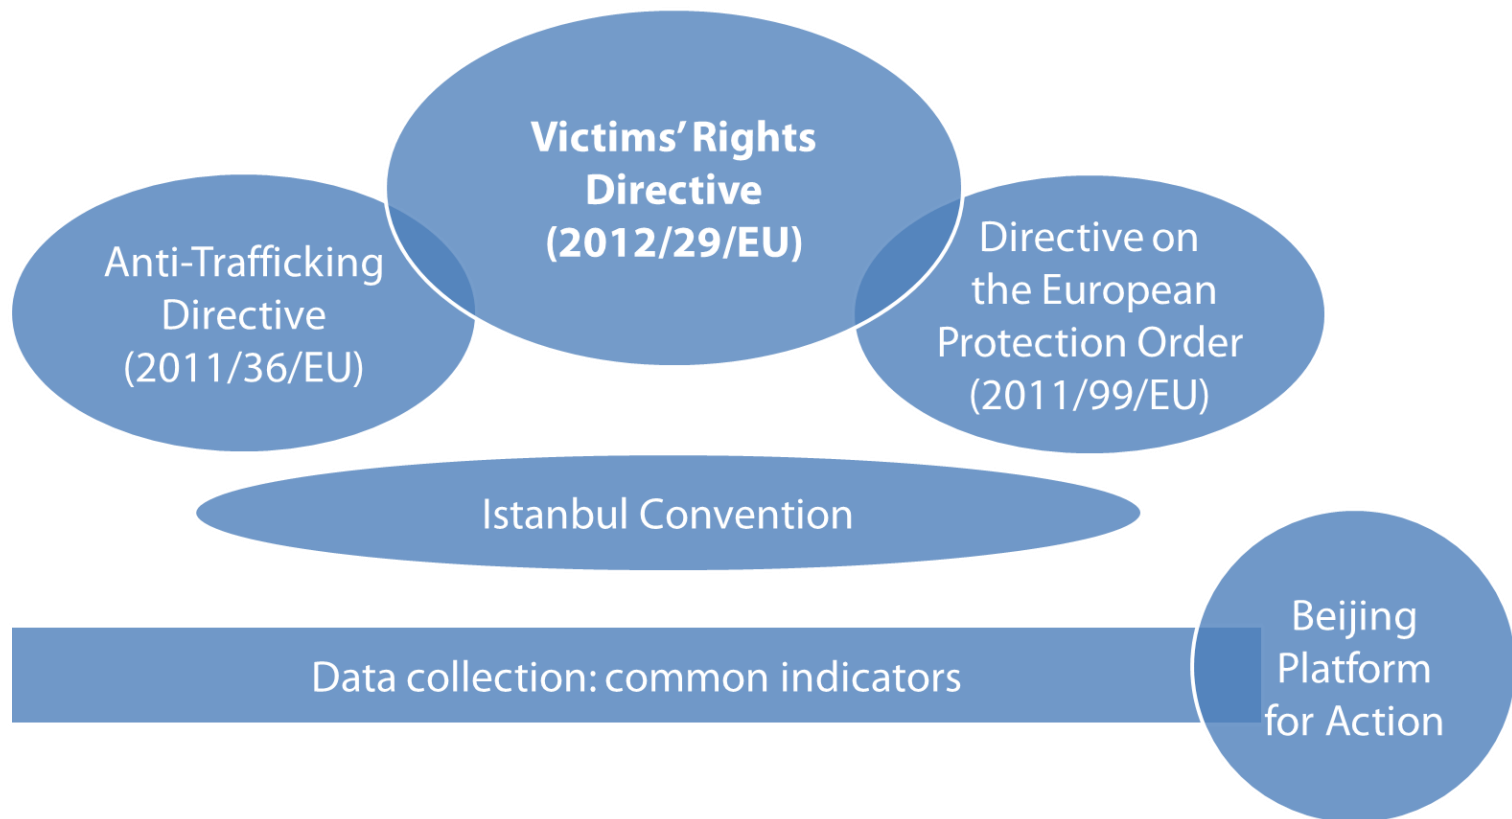 Victims’ Rights
Directive
(2012/29/EU)
Anti-Trafficking
Directive
(2011/36/EU)
Directive on
the European
Protection Order
(2011/99/EU)
Istanbul Convention
Data collection: common indicators
Beijing
Platform
for Action